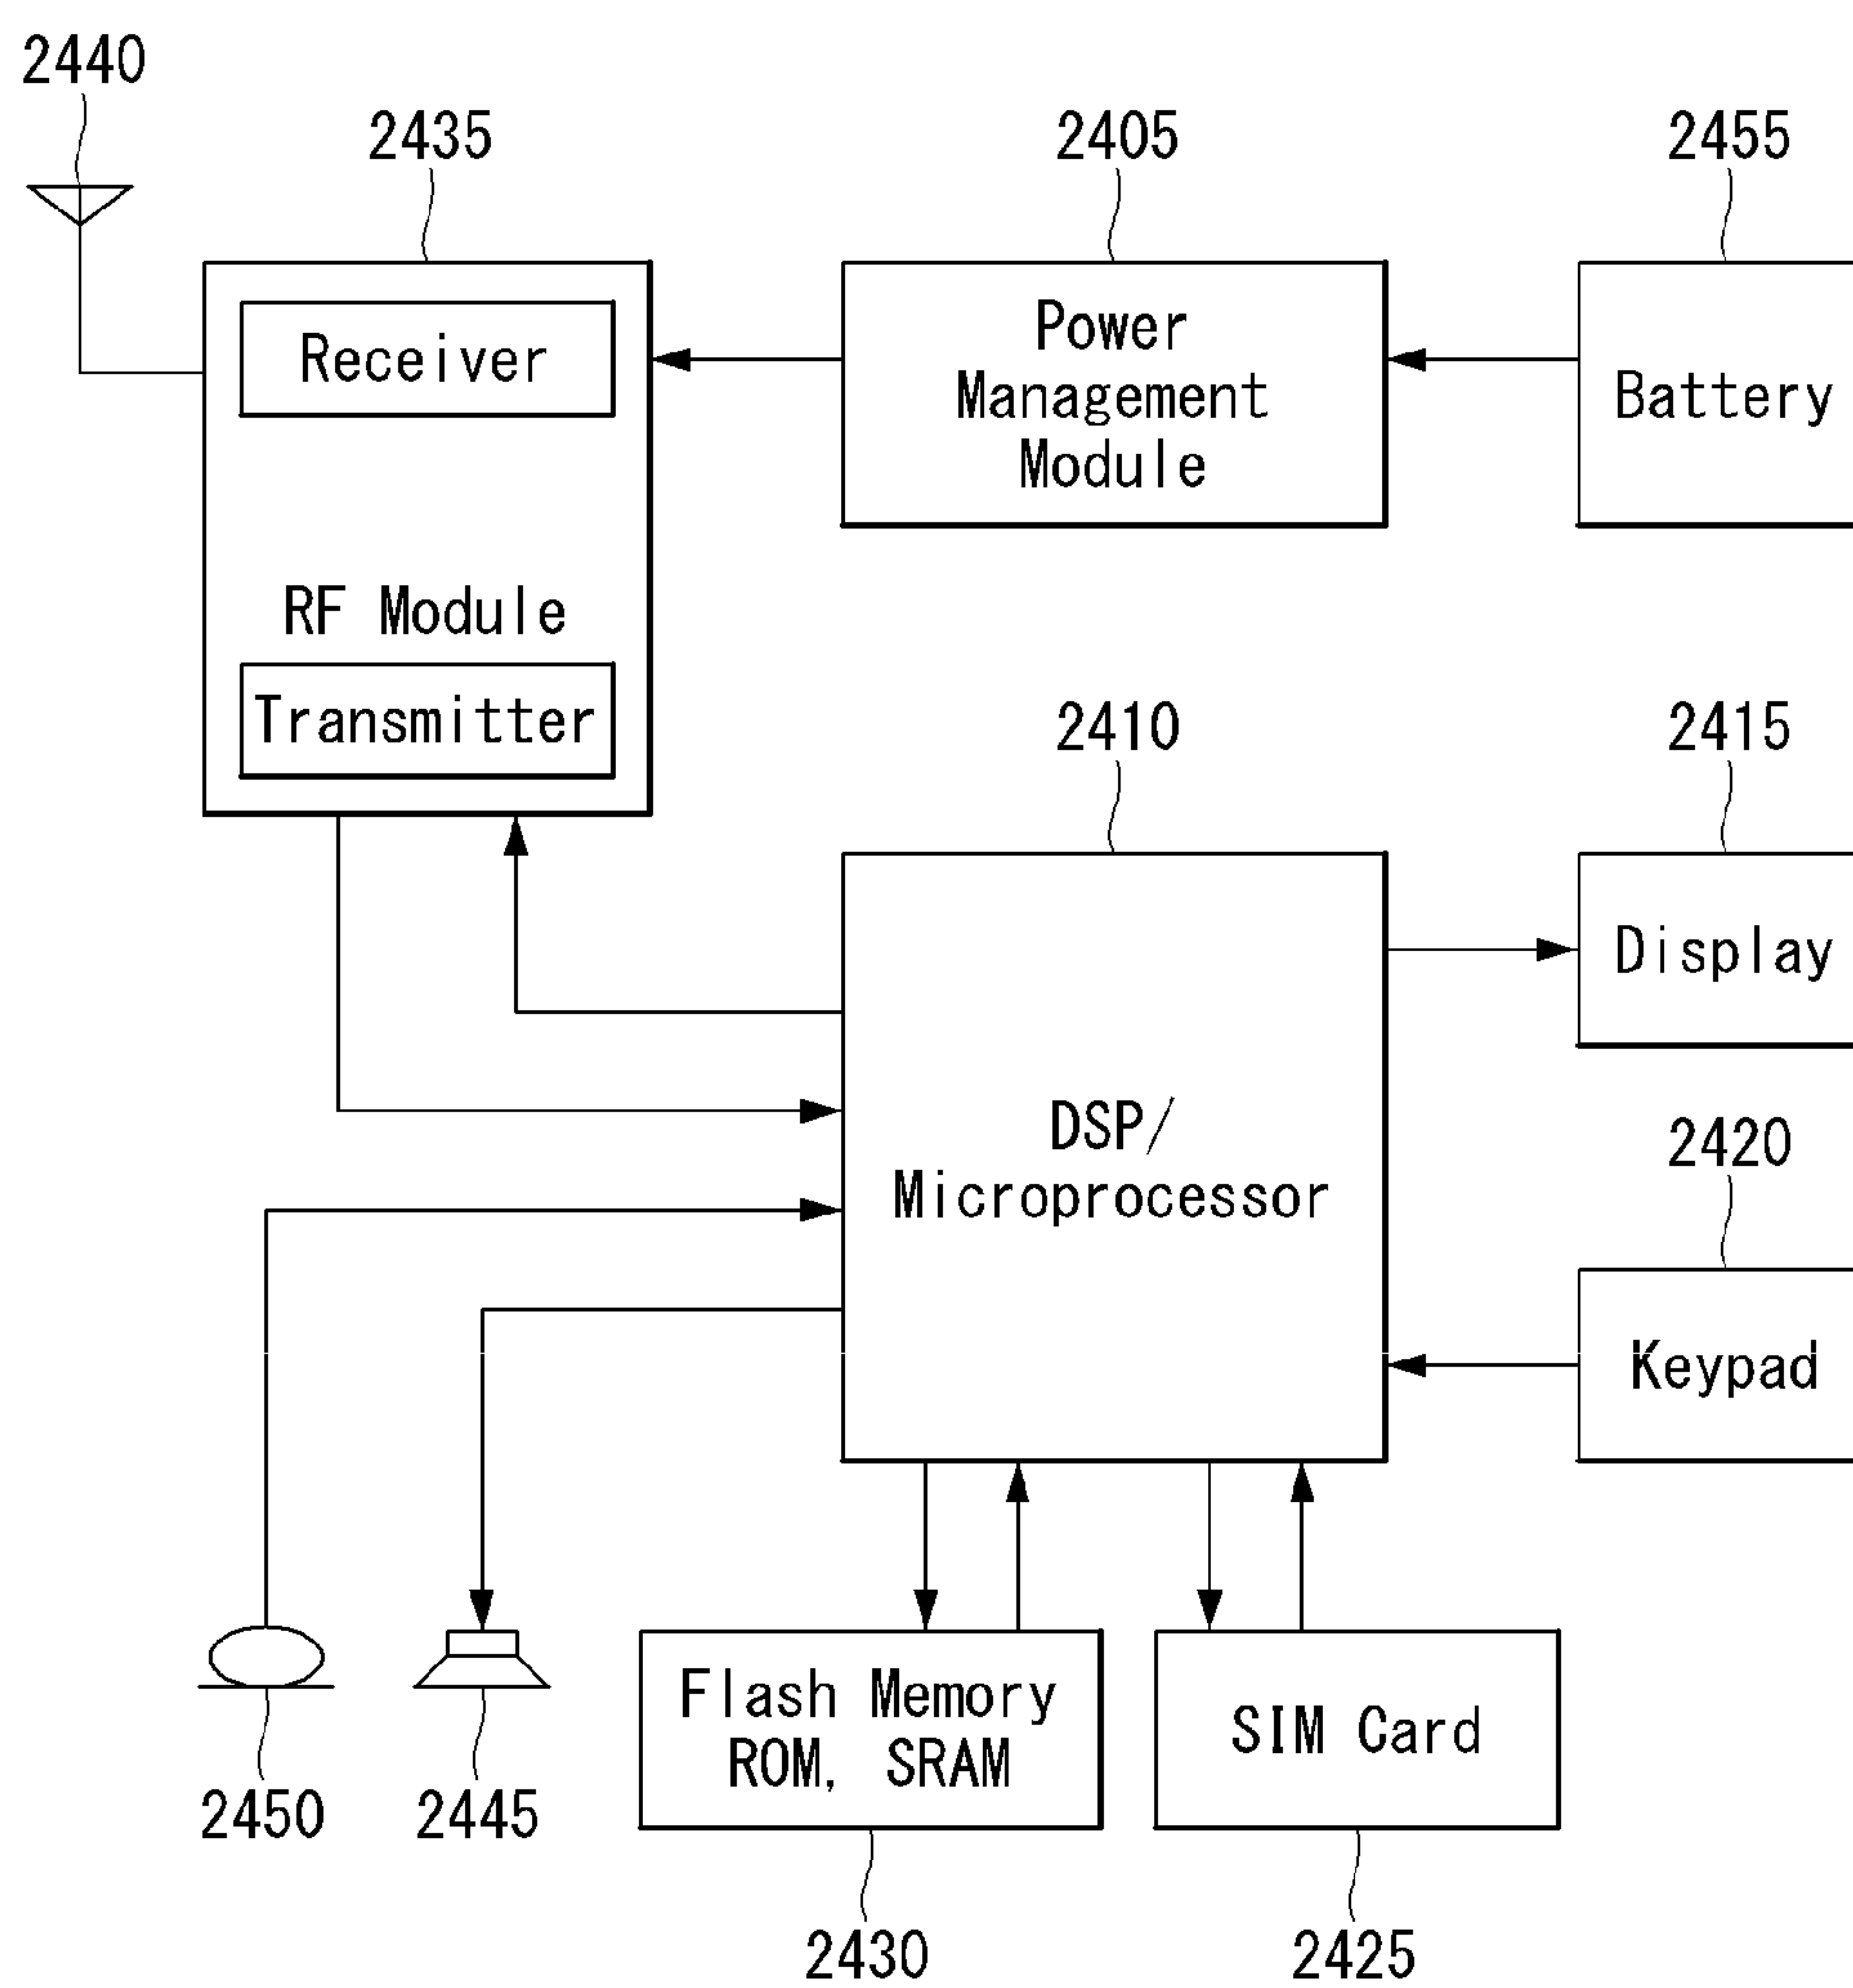 2440
2435
2405
2455
Receiver
RF Module
Transmitter
Power
Management
Module
Battery
2410
2415
DSP/
Microprocessor
Display
2420
Keypad
Flash Memory
ROM, SRAM
SIM Card
2450
2445
2430
2425